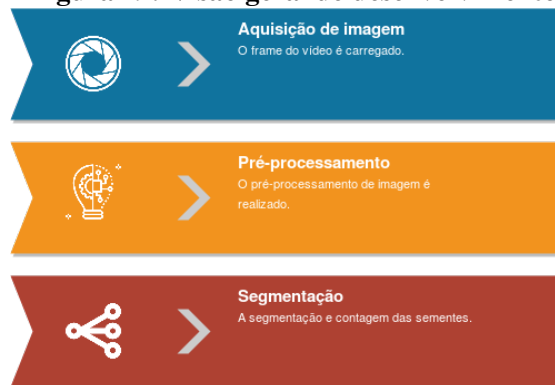 Aquisição de imagem
O frame do vídeo é carregado.
Pré-processamento
O pré-processamento de imagem é
realizado.
Segmentação
A segmentação e contagem das sementes.